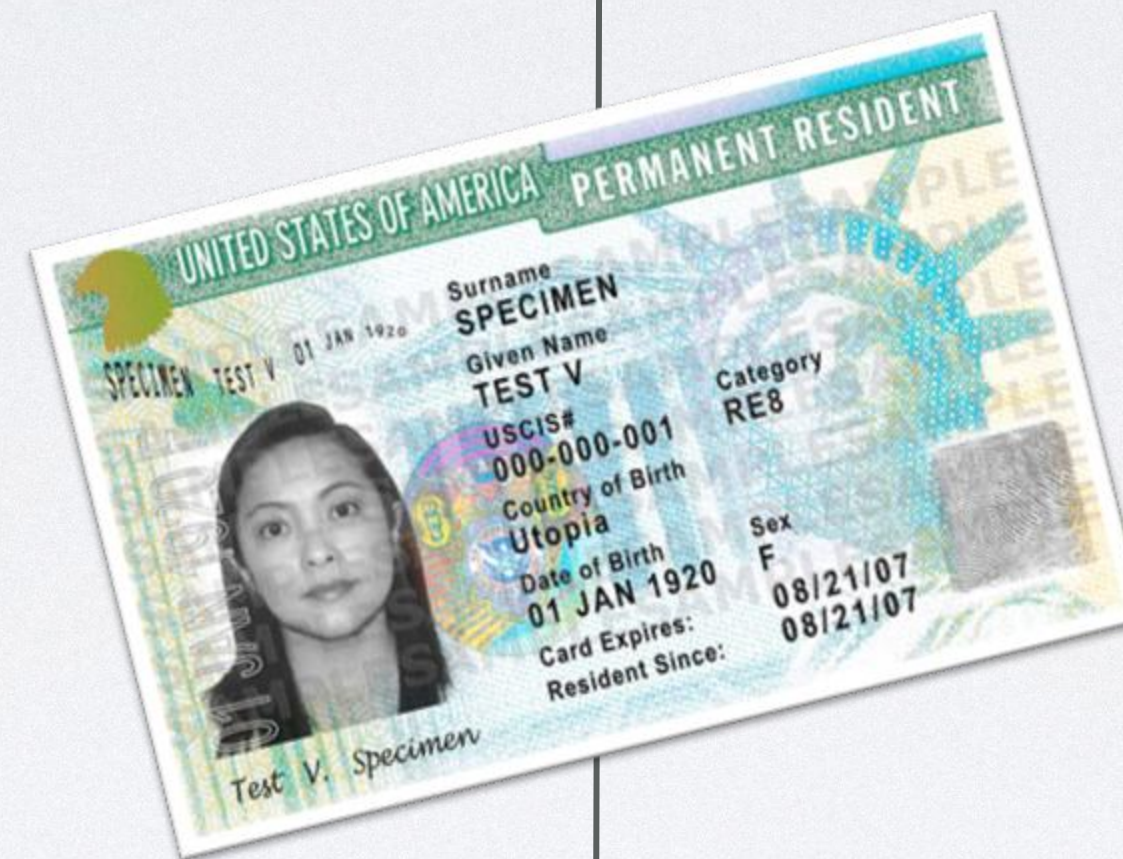 UNITED STATES OF AMERICA PERMANENT RESIDENT
SPECIMEN TEST V 01 JAN 1920
Surname
SPECIMEN
Given Name
TEST V
USCIS# Category
000-000-001 RE8
Country of Birth
Utopia
Date of Birth Sex
01 JAN 1920 F
Card Expires: 08/21/07
Resident Since: 08/21/07
Test V. Specimen